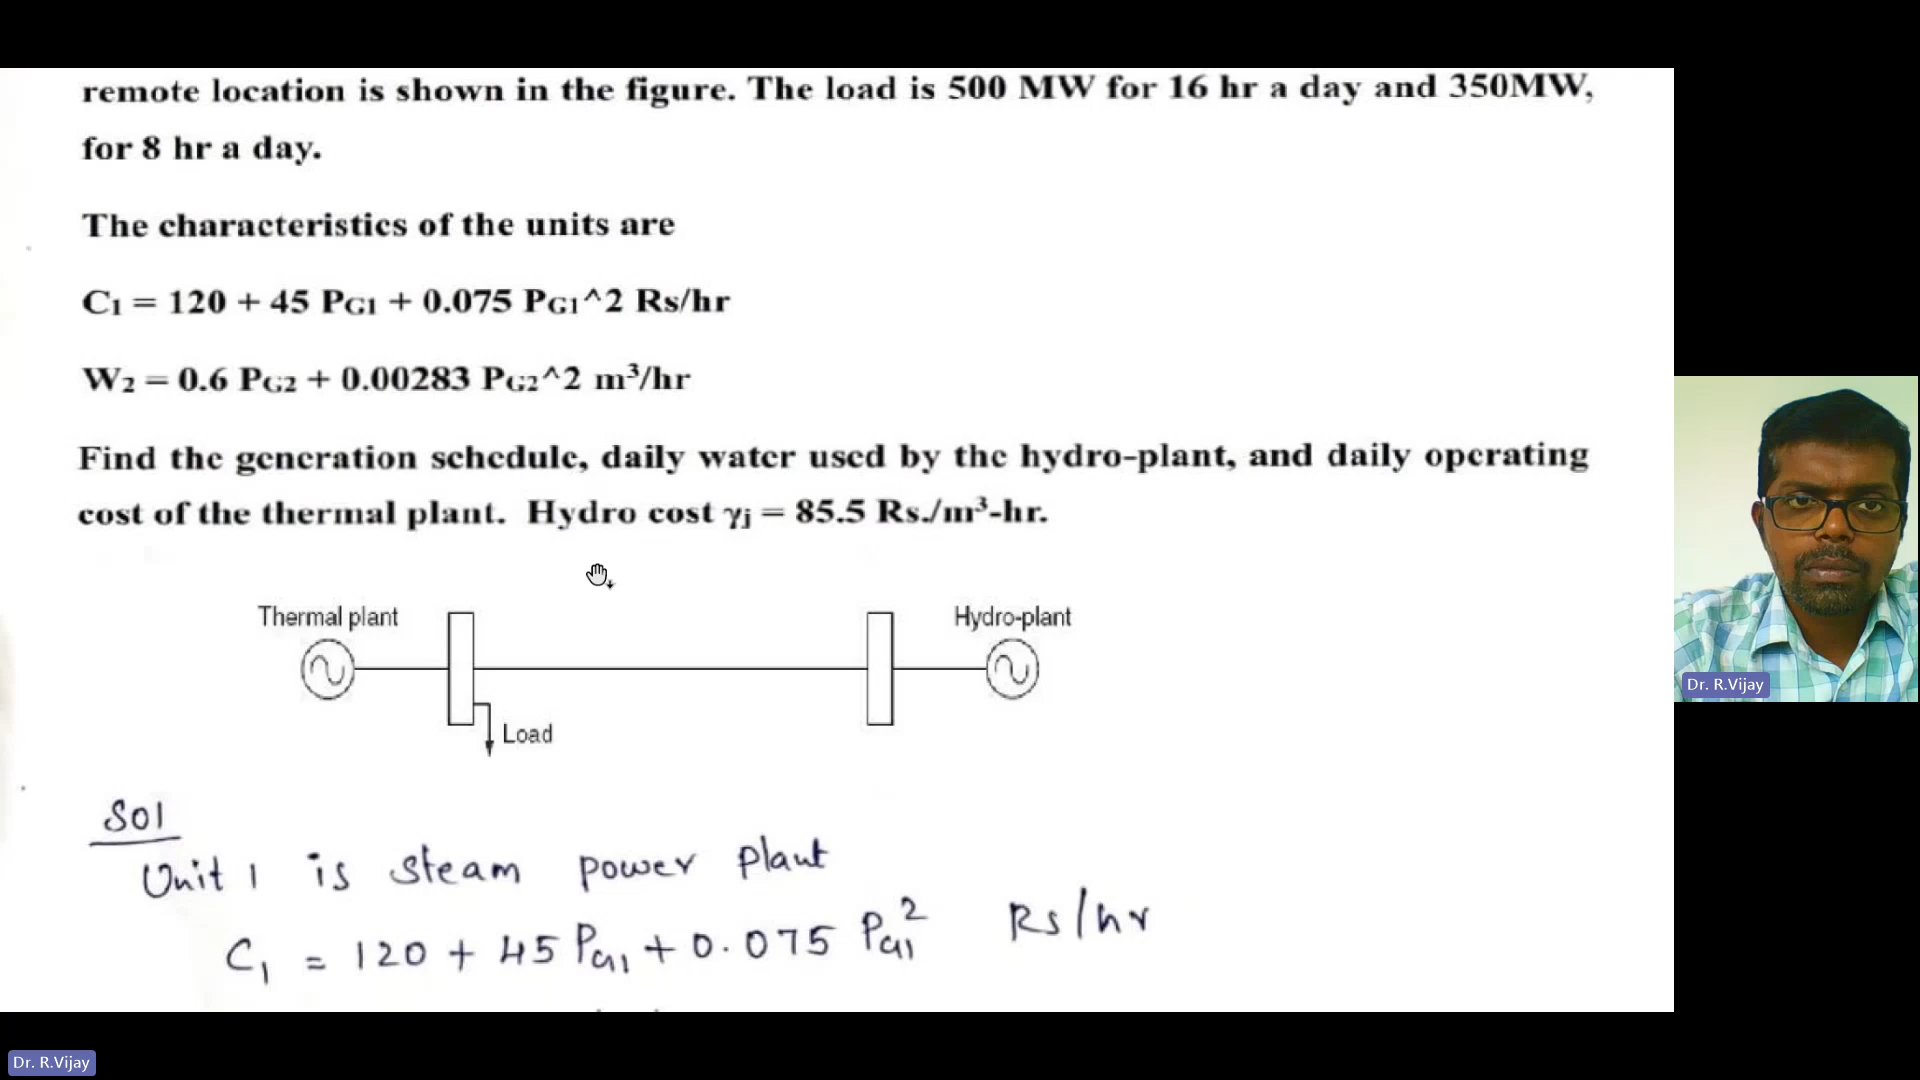 remote location is shown in the figure. The load is 500 MW for 16 hr a day and 350MW,
for 8 hr a day.
The characteristics of the units are
C₁ = 120 + 45 PG1 + 0.075 PG1^2 Rs/hr
W₂ = 0.6 PG2 + 0.00283 PG2^2 m³/hr
Find the generation schedule, daily water used by the hydro-plant, and daily operating
cost of the thermal plant. Hydro cost γj = 85.5 Rs./m³-hr.
Thermal plant
Hydro-plant
Load
Sol
Unit 1 is steam power plant
C₁ = 120 + 45 PG1 + 0.075 PG1² Rs/hr
Dr. R.Vijay
Dr. R.Vijay